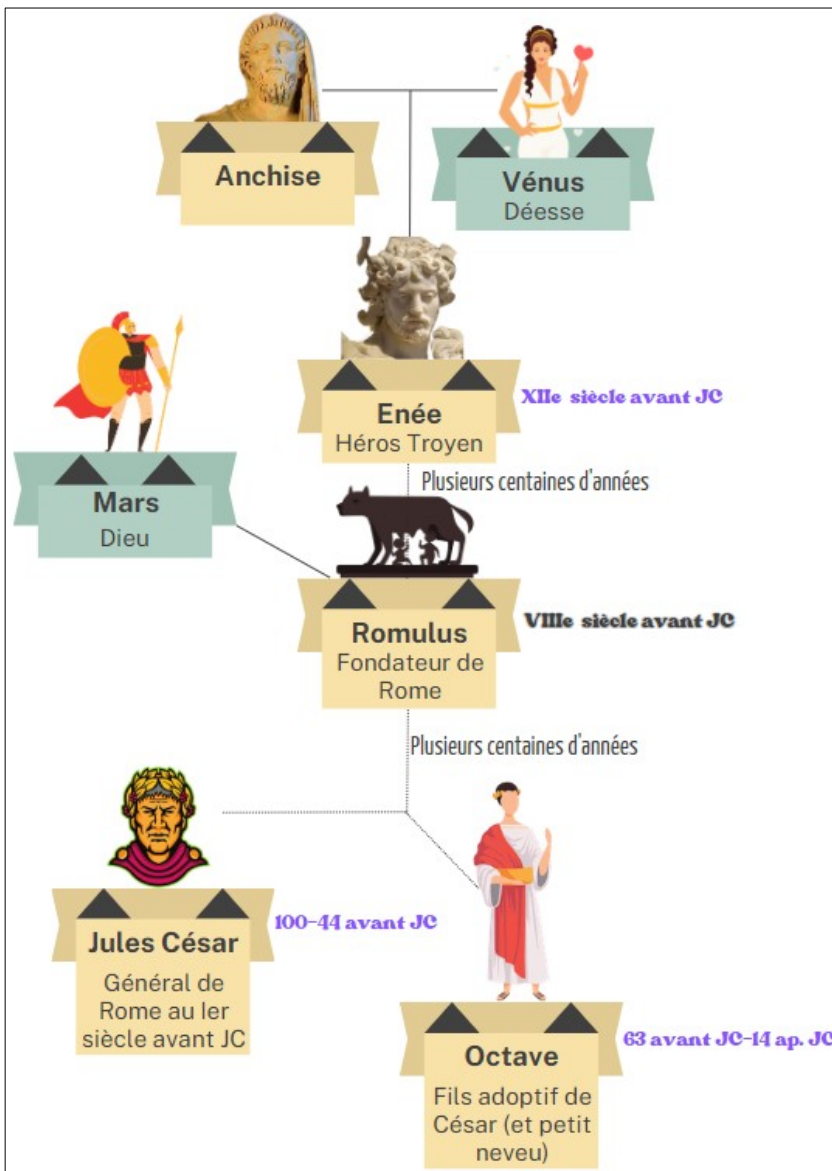 Anchise
Vénus
Déesse
Enée
Héros Troyen
XIIe siècle avant JC
Plusieurs centaines d'années
Mars
Dieu
Romulus
Fondateur de
Rome
VIIIe siècle avant JC
Plusieurs centaines d'années
Jules César
Général de
Rome au Ier
siècle avant JC
100-44 avant JC
Octave
Fils adoptif de
César (et petit
neveu)
63 avant JC-14 ap. JC